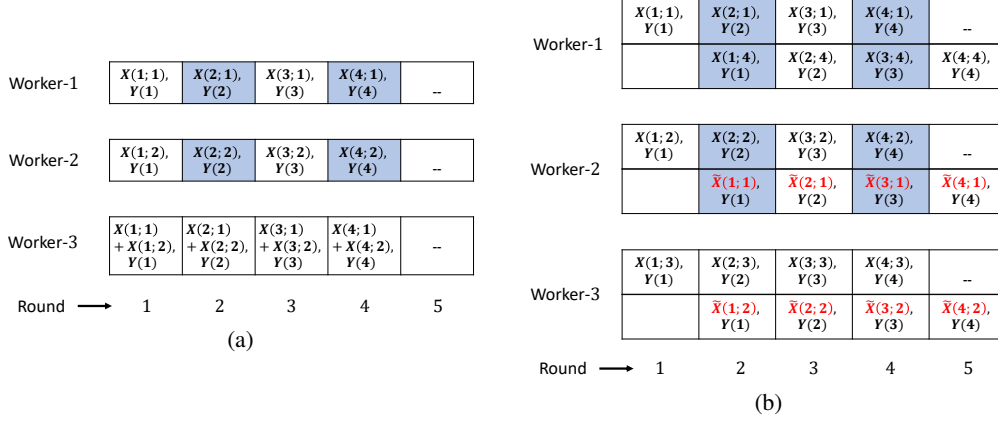 Worker-1
X(1; 1), X(2; 1), X(3; 1), X(4; 1),
Y(1) Y(2) Y(3) Y(4) --
Worker-2
X(1; 2), X(2; 2), X(3; 2), X(4; 2),
Y(1) Y(2) Y(3) Y(4) --
Worker-3
X(1; 1) X(2; 1) X(3; 1) X(4; 1)
+ X(1; 2), + X(2; 2), + X(3; 2), + X(4; 2), --
Y(1) Y(2) Y(3) Y(4)
Round 1 2 3 4 5
(a)
Worker-1
X(1; 1), X(2; 1), X(3; 1), X(4; 1),
Y(1) Y(2) Y(3) Y(4) --
X(1; 4), X(2; 4), X(3; 4), X(4; 4),
Y(1) Y(2) Y(3) Y(4)
Worker-2
X(1; 2), X(2; 2), X(3; 2), X(4; 2),
Y(1) Y(2) Y(3) Y(4) --
X̃(1; 1), X̃(2; 1), X̃(3; 1), X̃(4; 1),
Y(1) Y(2) Y(3) Y(4)
Worker-3
X(1; 3), X(2; 3), X(3; 3), X(4; 3),
Y(1) Y(2) Y(3) Y(4) --
X̃(1; 2), X̃(2; 2), X̃(3; 2), X̃(4; 2),
Y(1) Y(2) Y(3) Y(4)
Round 1 2 3 4 5
(b)